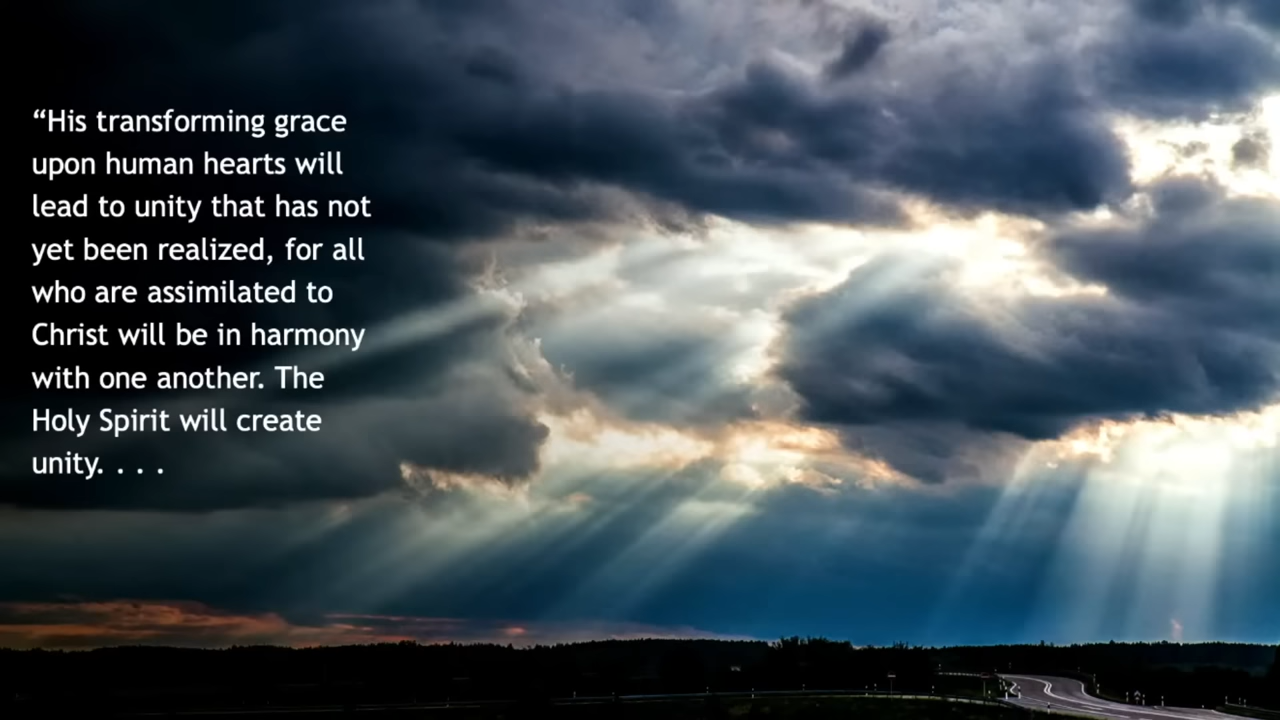 “His transforming grace
upon human hearts will
lead to unity that has not
yet been realized, for all
who are assimilated to
Christ will be in harmony
with one another. The
Holy Spirit will create
unity. . . .